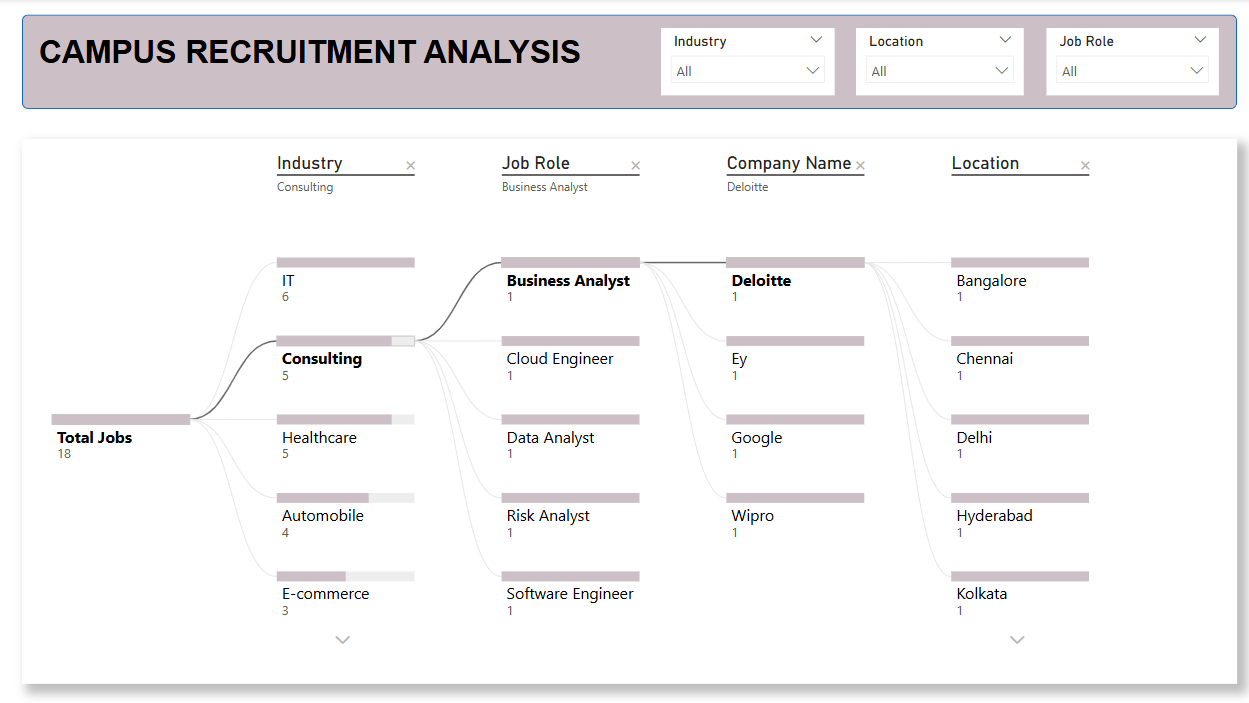 CAMPUS RECRUITMENT ANALYSIS
Industry
All
Location
All
Job Role
All
Industry
Consulting
Job Role
Business Analyst
Company Name
Deloitte
Location
Total Jobs
18
IT
6
Consulting
5
Healthcare
5
Automobile
4
E-commerce
3
Business Analyst
1
Cloud Engineer
1
Data Analyst
1
Risk Analyst
1
Software Engineer
1
Deloitte
1
Ey
1
Google
1
Wipro
1
Bangalore
1
Chennai
1
Delhi
1
Hyderabad
1
Kolkata
1